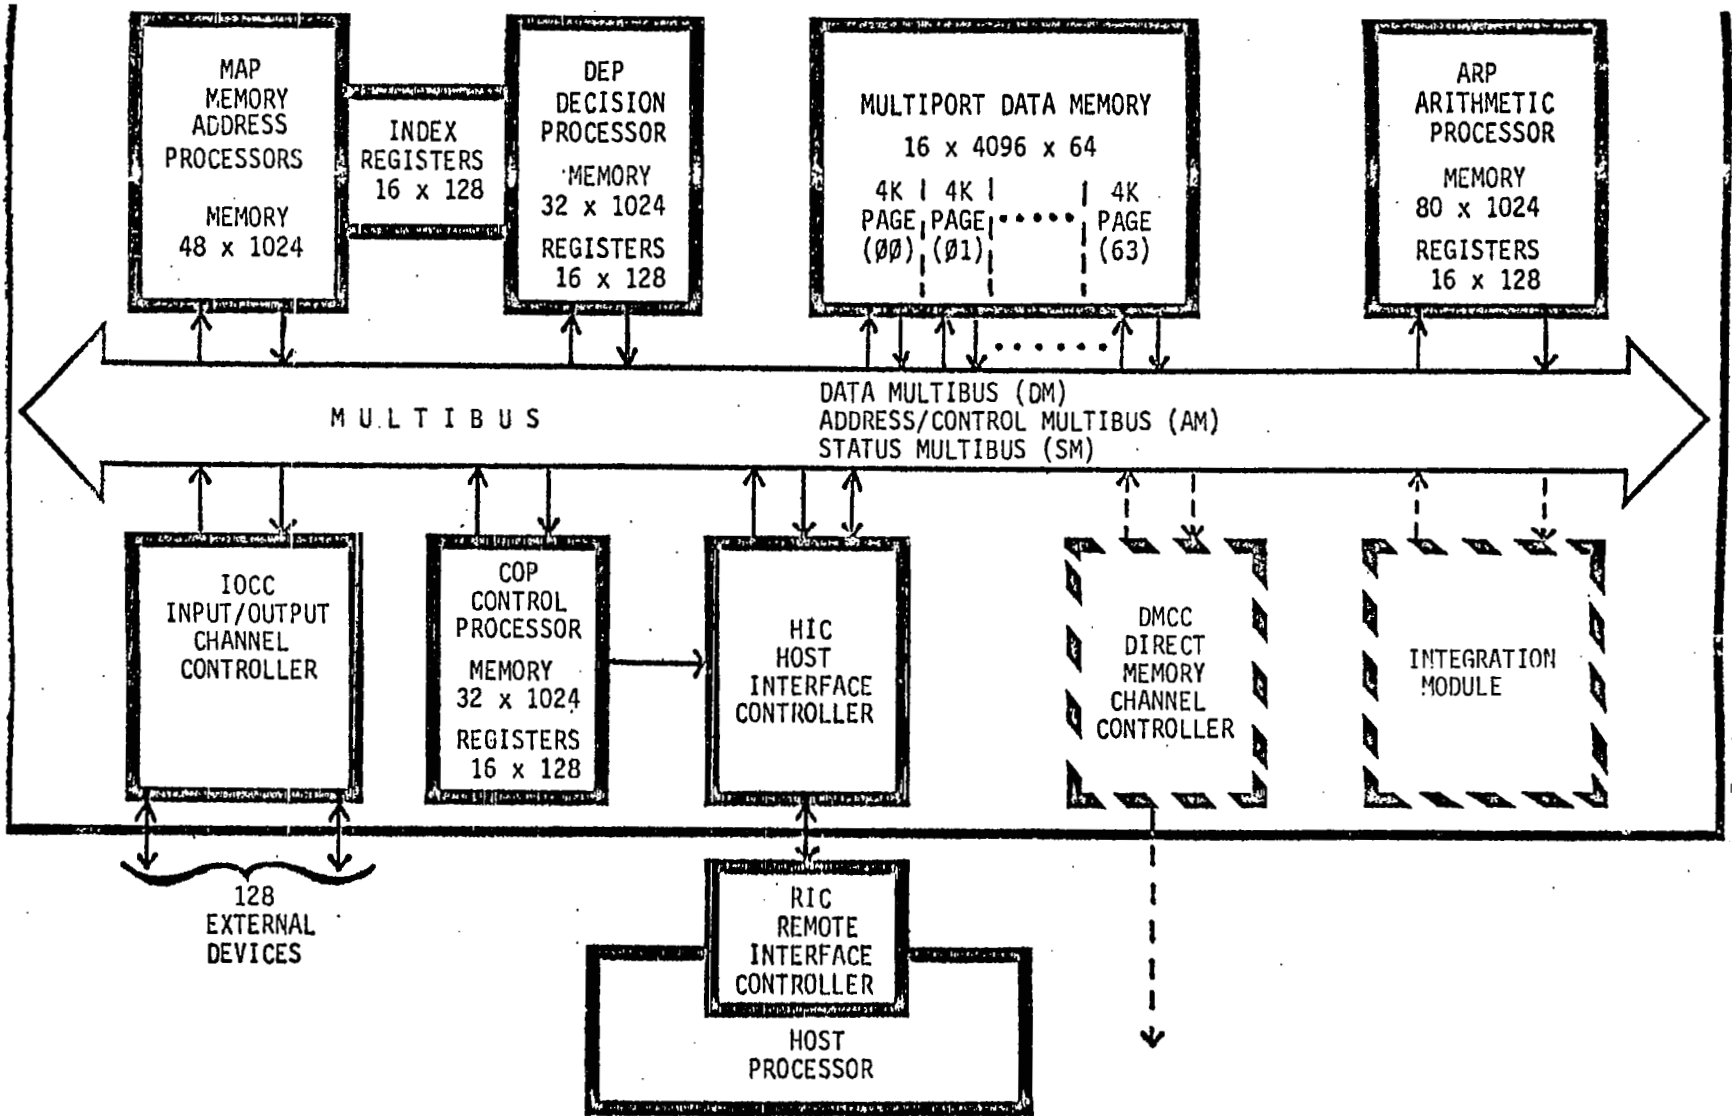 MAP
MEMORY
ADDRESS
PROCESSORS
MEMORY
48 x 1024
INDEX
REGISTERS
16 x 128
DEP
DECISION
PROCESSOR
MEMORY
32 x 1024
REGISTERS
16 x 128
MULTIPORT DATA MEMORY
16 x 4096 x 64
4K
PAGE
(ØØ)
4K
PAGE
(Ø1)
4K
PAGE
(63)
ARP
ARITHMETIC
PROCESSOR
MEMORY
80 x 1024
REGISTERS
16 x 128
MULTIBUS
DATA MULTIBUS (DM)
ADDRESS/CONTROL MULTIBUS (AM)
STATUS MULTIBUS (SM)
IOCC
INPUT/OUTPUT
CHANNEL
CONTROLLER
COP
CONTROL
PROCESSOR
MEMORY
32 x 1024
REGISTERS
16 x 128
HIC
HOST
INTERFACE
CONTROLLER
DMCC
DIRECT
MEMORY
CHANNEL
CONTROLLER
INTEGRATION
MODULE
128
EXTERNAL
DEVICES
RIC
REMOTE
INTERFACE
CONTROLLER
HOST
PROCESSOR